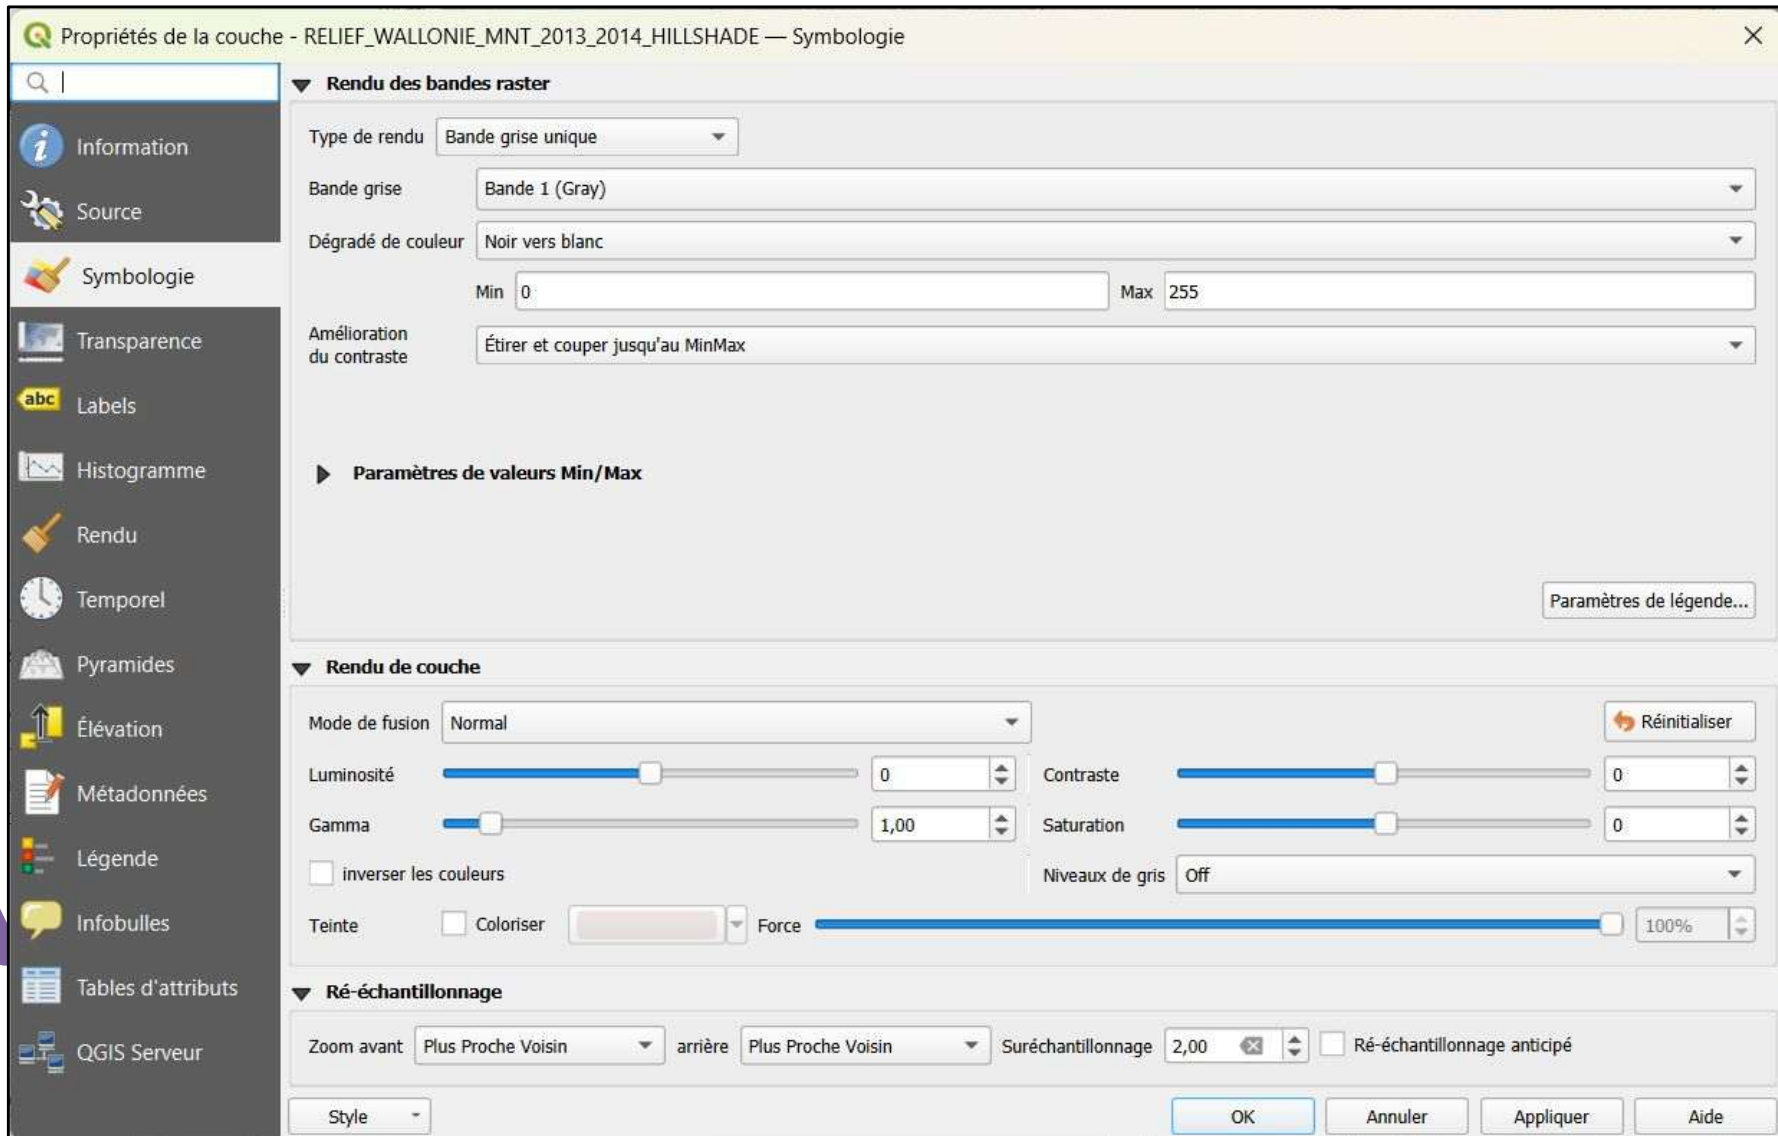 Propriétés de la couche - RELIEF_WALLONIE_MNT_2013_2014_HILLSHADE — Symbologie
Information
Source
Symbologie
Transparence
abc Labels
Histogramme
Rendu
Temporel
Pyramides
Élévation
Métadonnées
Légende
Infobulles
Tables d'attributs
QGIS Serveur
Rendu des bandes raster
Type de rendu Bande grise unique
Bande grise Bande 1 (Gray)
Dégradé de couleur Noir vers blanc
Min 0 Max 255
Amélioration
du contraste
Étirer et couper jusqu'au MinMax
Paramètres de valeurs Min/Max
Paramètres de légende...
Rendu de couche
Mode de fusion Normal Réinitialiser
Luminosité 0 Contraste 0
Gamma 1,00 Saturation 0
inverser les couleurs Niveaux de gris Off
Teinte Coloriser Force 100%
Ré-échantillonnage
Zoom avant Plus Proche Voisin arrière Plus Proche Voisin Suréchantillonnage 2,00 Ré-échantillonnage anticipé
Style OK Annuler Appliquer Aide